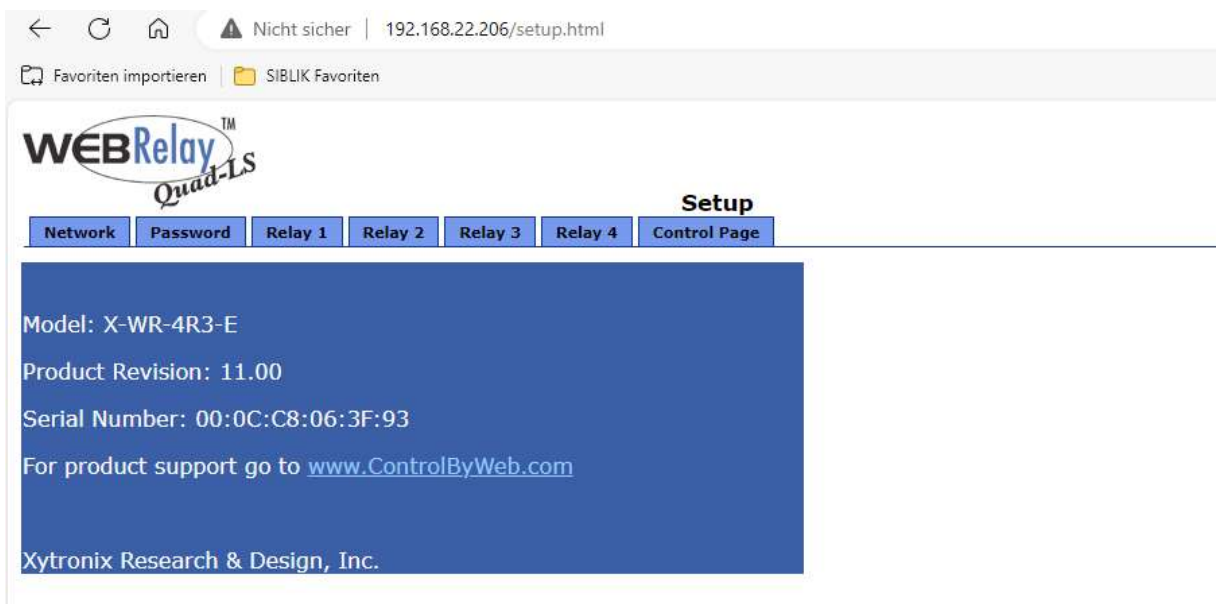 Nicht sicher | 192.168.22.206/setup.html
Favoriten importieren | SIBLIK Favoriten
WEBRelay TM
Quad-LS
Setup
Network Password Relay 1 Relay 2 Relay 3 Relay 4 Control Page
Model: X-WR-4R3-E
Product Revision: 11.00
Serial Number: 00:0C:C8:06:3F:93
For product support go to www.ControlByWeb.com
Xytronix Research & Design, Inc.